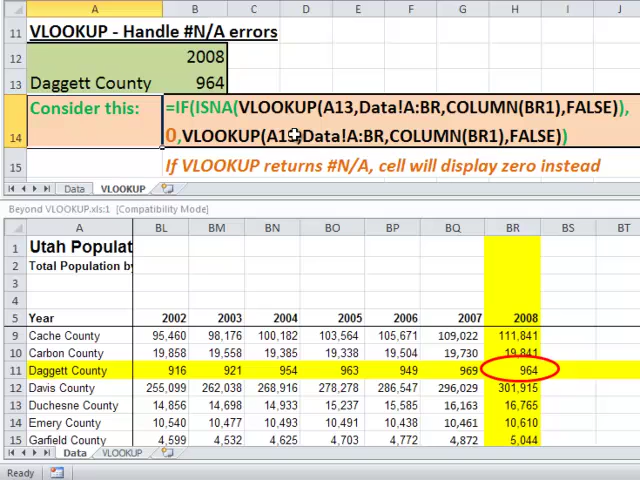 A B C D E F G H I J
11 VLOOKUP - Handle #N/A errors
12 2008
13 Daggett County 964
Consider this: =IF(ISNA(VLOOKUP(A13,Data!A:BR,COLUMN(BR1),FALSE)),
14 0,VLOOKUP(A13,Data!A:BR,COLUMN(BR1),FALSE))
15 If VLOOKUP returns #N/A, cell will display zero instead
Data VLOOKUP
Beyond VLOOKUP.xls:1 [Compatibility Mode]
A BL BM BN BO BP BQ BR BS BT
1 Utah Populat
2 Total Population by
3
4
5 Year 2002 2003 2004 2005 2006 2007 2008
9 Cache County 95,460 98,176 100,182 103,564 105,671 109,022 111,841
10 Carbon County 19,858 19,558 19,385 19,338 19,504 19,730 19,841
11 Daggett County 916 921 954 963 949 969 964
12 Davis County 255,099 262,038 268,916 278,278 286,547 296,029 301,915
13 Duchesne County 14,856 14,698 14,933 15,237 15,585 16,163 16,765
14 Emery County 10,540 10,477 10,493 10,491 10,438 10,461 10,610
15 Garfield County 4,599 4,532 4,625 4,703 4,772 4,872 5,044
Data VLOOKUP
Ready